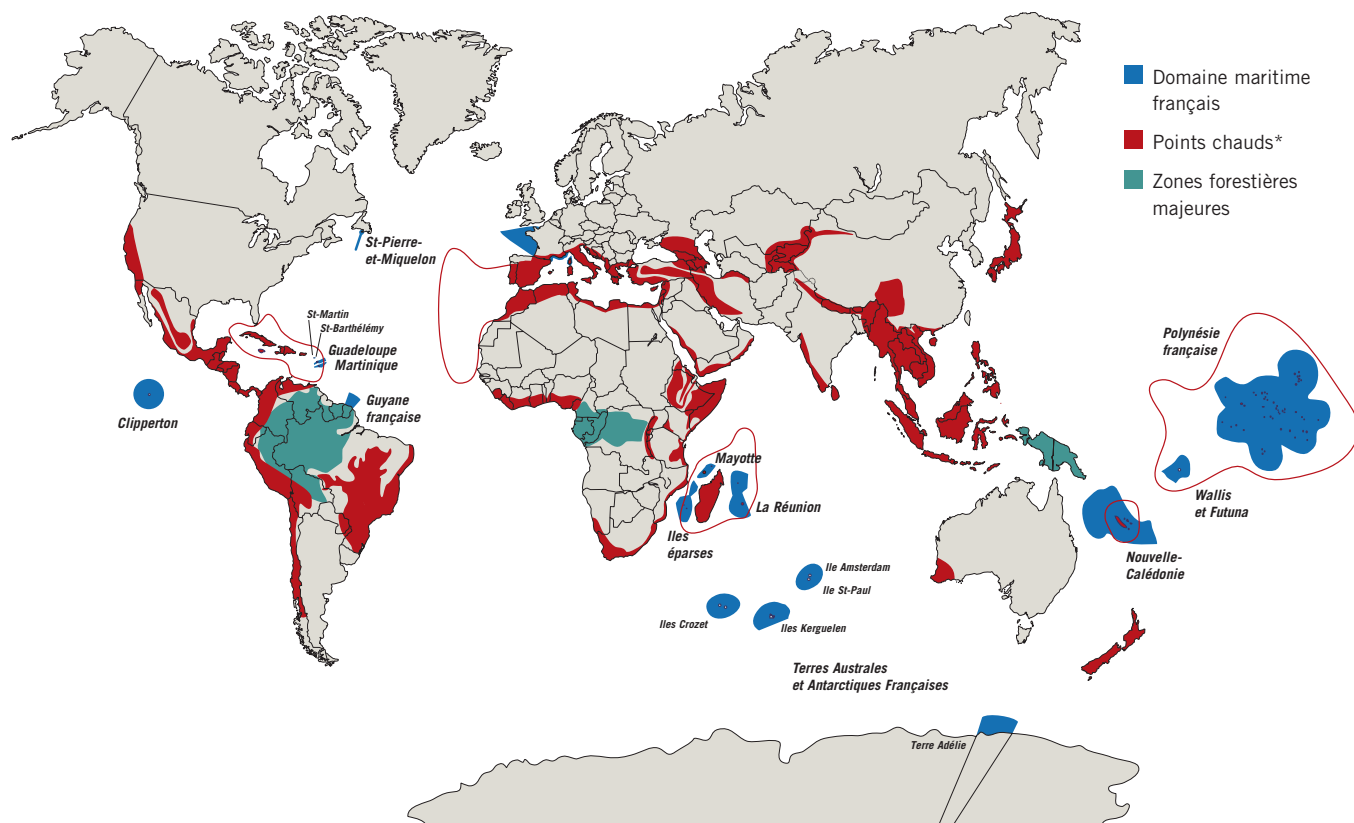 Domaine maritime
français
Points chauds*
Zones forestières
majeures
St-Pierre-
et-Miquelon
St-Martin
St-Barthélémy
Guadeloupe
Martinique
Guyane
française
Clipperton
Polynésie
française
Wallis
et Futuna
Nouvelle-
Calédonie
Mayotte
La Réunion
Iles
éparses
Ile Amsterdam
Ile St-Paul
Iles Crozet
Iles Kerguelen
Terres Australes
et Antarctiques Françaises
Terre Adélie